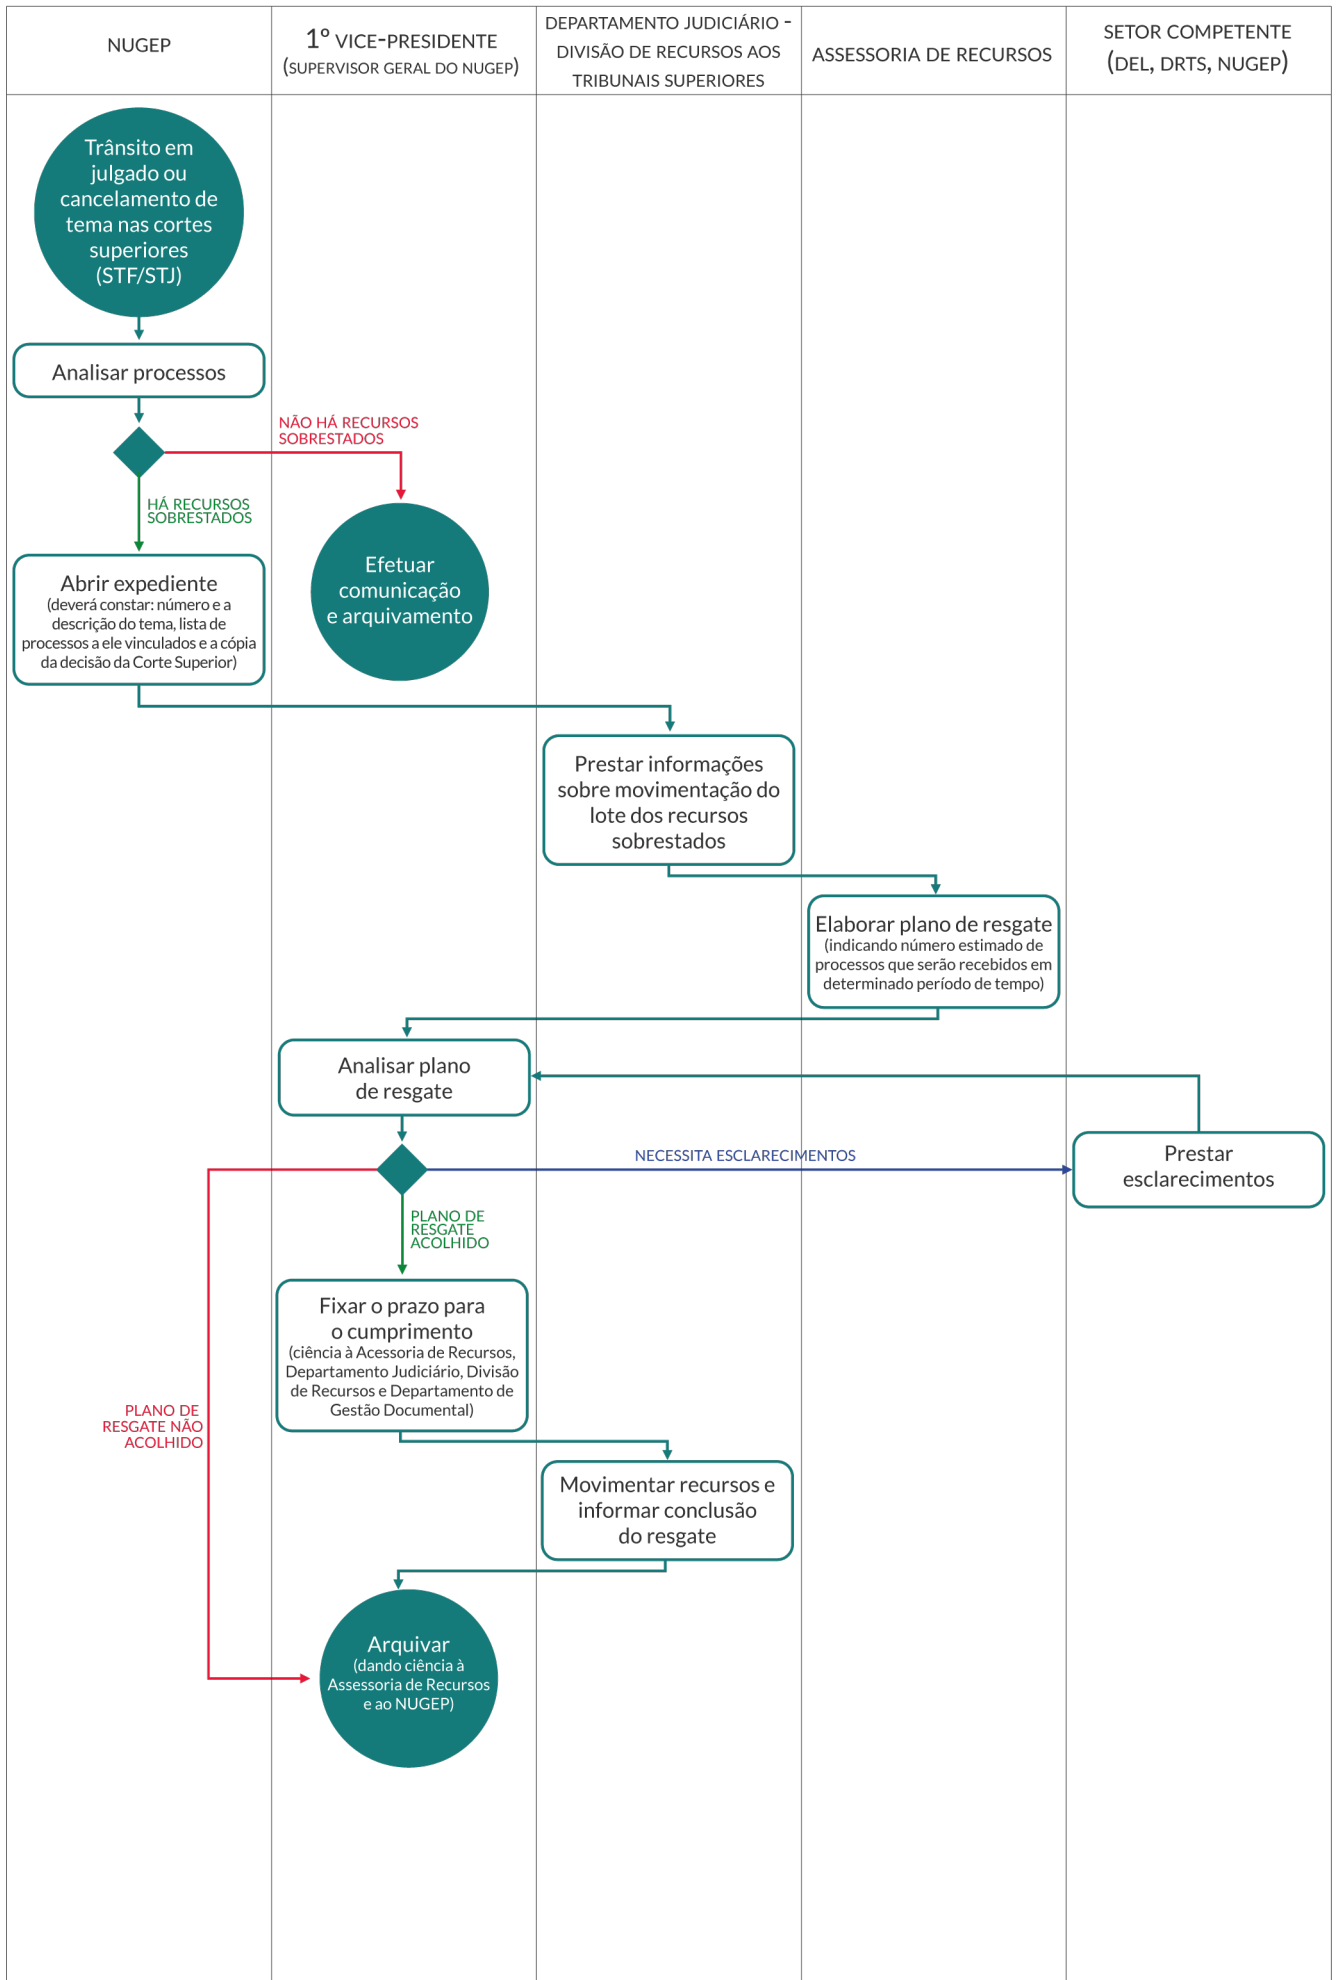 NUGEP
1º VICE-PRESIDENTE
(SUPERVISOR GERAL DO NUGEP)
DEPARTAMENTO JUDICIÁRIO -
DIVISÃO DE RECURSOS AOS
TRIBUNAIS SUPERIORES
ASSESSORIA DE RECURSOS
SETOR COMPETENTE
(DEL, DRTS, NUGEP)
Trânsito em
julgado ou
cancelamento de
tema nas cortes
superiores
(STF/STJ)
Analisar processos
NÃO HÁ RECURSOS
SOBRESTADOS
HÁ RECURSOS
SOBRESTADOS
Efetuar
comunicação
e arquivamento
Abrir expediente
(deverá constar: número e a
descrição do tema, lista de
processos a ele vinculados e a cópia
da decisão da Corte Superior)
Prestar informações
sobre movimentação do
lote dos recursos
sobrestados
Elaborar plano de resgate
(indicando número estimado de
processos que serão recebidos em
determinado período de tempo)
Analisar plano
de resgate
NECESSITA ESCLARECIMENTOS
Prestar
esclarecimentos
PLANO DE
RESGATE
ACOLHIDO
Fixar o prazo para
o cumprimento
(ciência à Acessoria de Recursos,
Departamento Judiciário, Divisão
de Recursos e Departamento de
Gestão Documental)
PLANO DE
RESGATE NÃO
ACOLHIDO
Movimentar recursos e
informar conclusão
do resgate
Arquivar
(dando ciência à
Assessoria de Recursos
e ao NUGEP)